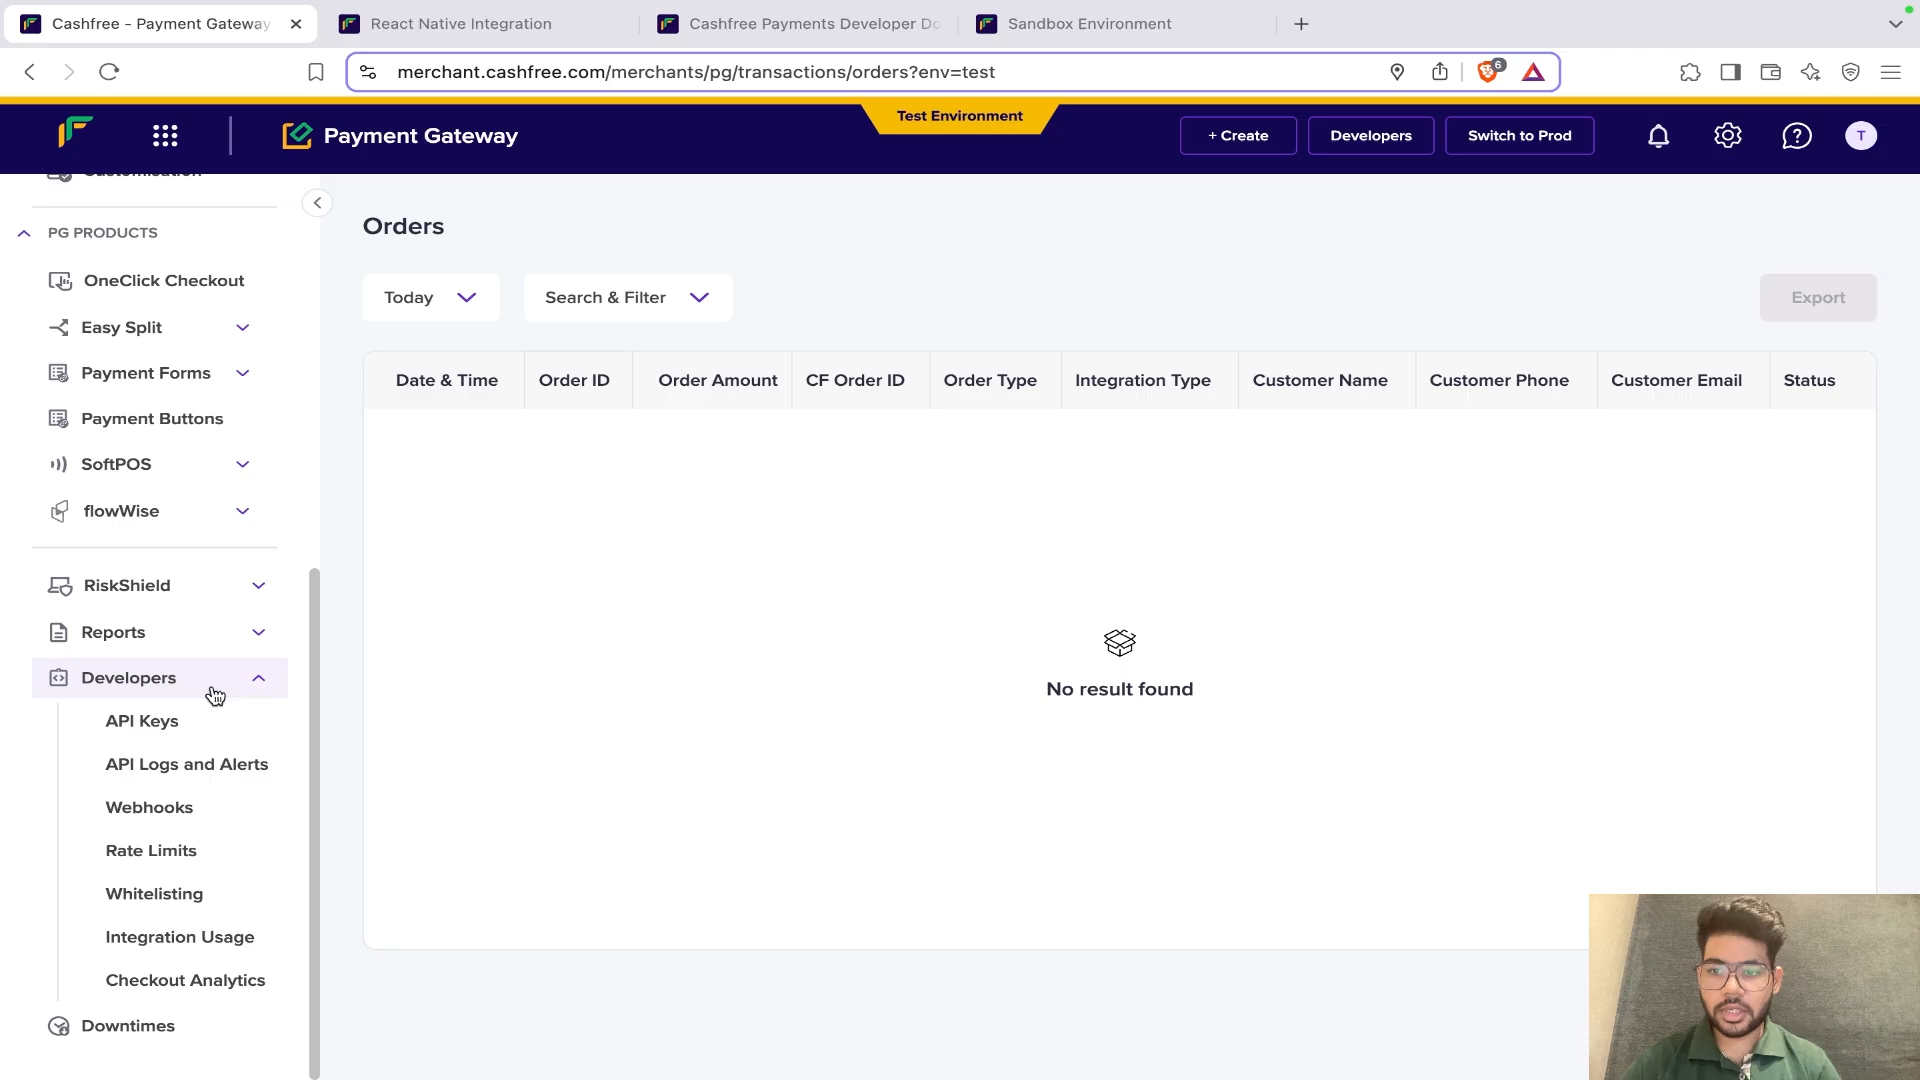 Cashfree - Payment Gateway
React Native Integration
Cashfree Payments Developer Do
Sandbox Environment
merchant.cashfree.com/merchants/pg/transactions/orders?env=test
6
Payment Gateway
Test Environment
+ Create
Developers
Switch to Prod
T
Customisation
PG PRODUCTS
OneClick Checkout
Easy Split
Payment Forms
Payment Buttons
SoftPOS
flowWise
RiskShield
Reports
Developers
API Keys
API Logs and Alerts
Webhooks
Rate Limits
Whitelisting
Integration Usage
Checkout Analytics
Downtimes
Orders
Today
Search & Filter
Export
Date & Time Order ID Order Amount CF Order ID Order Type Integration Type Customer Name Customer Phone Customer Email Status
No result found